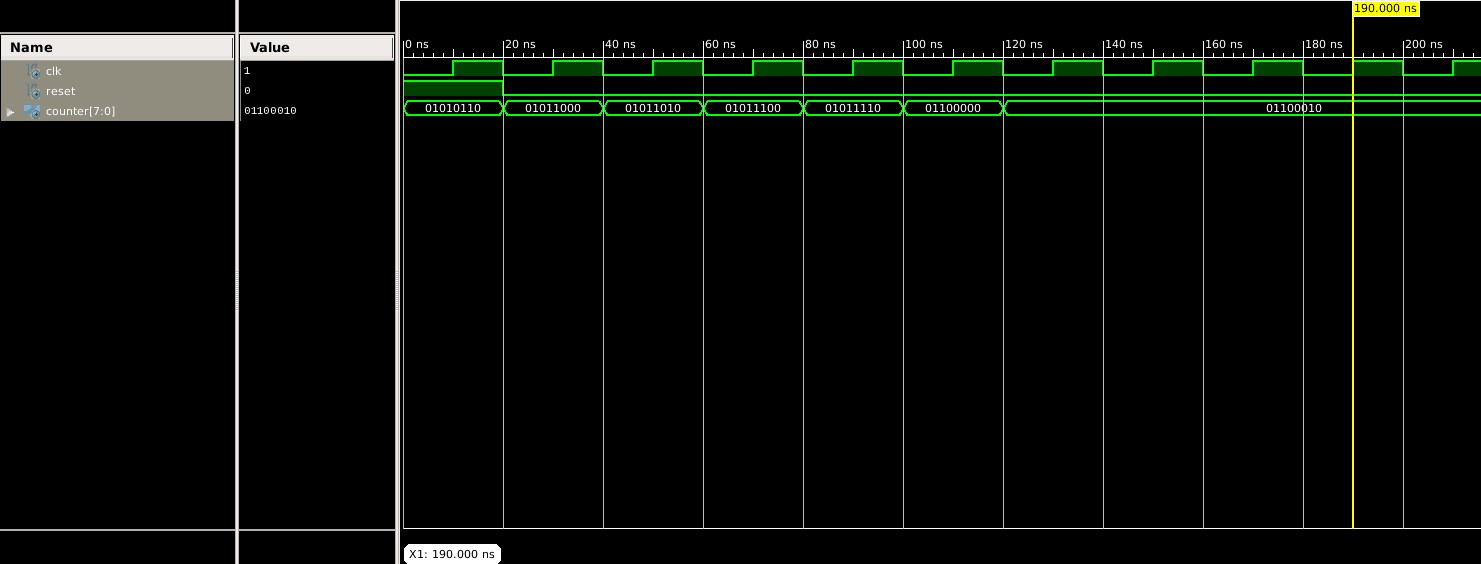 190.000 ns
Name Value
0 ns 20 ns 40 ns 60 ns 80 ns 100 ns 120 ns 140 ns 160 ns 180 ns 200 ns
clk 1
reset 0
counter[7:0] 01100010 01010110 01011000 01011010 01011100 01011110 01100000 01100010
X1: 190.000 ns